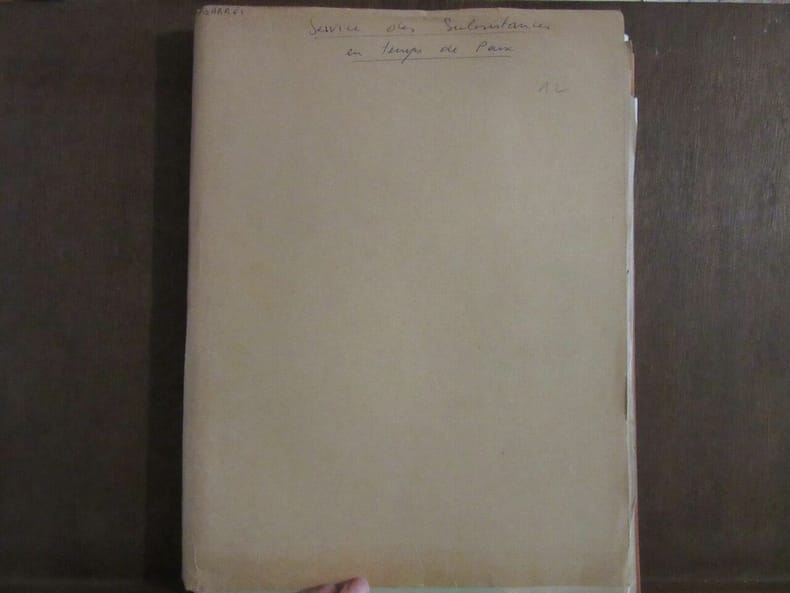 Service des Subsistances
en temps de Paix
12